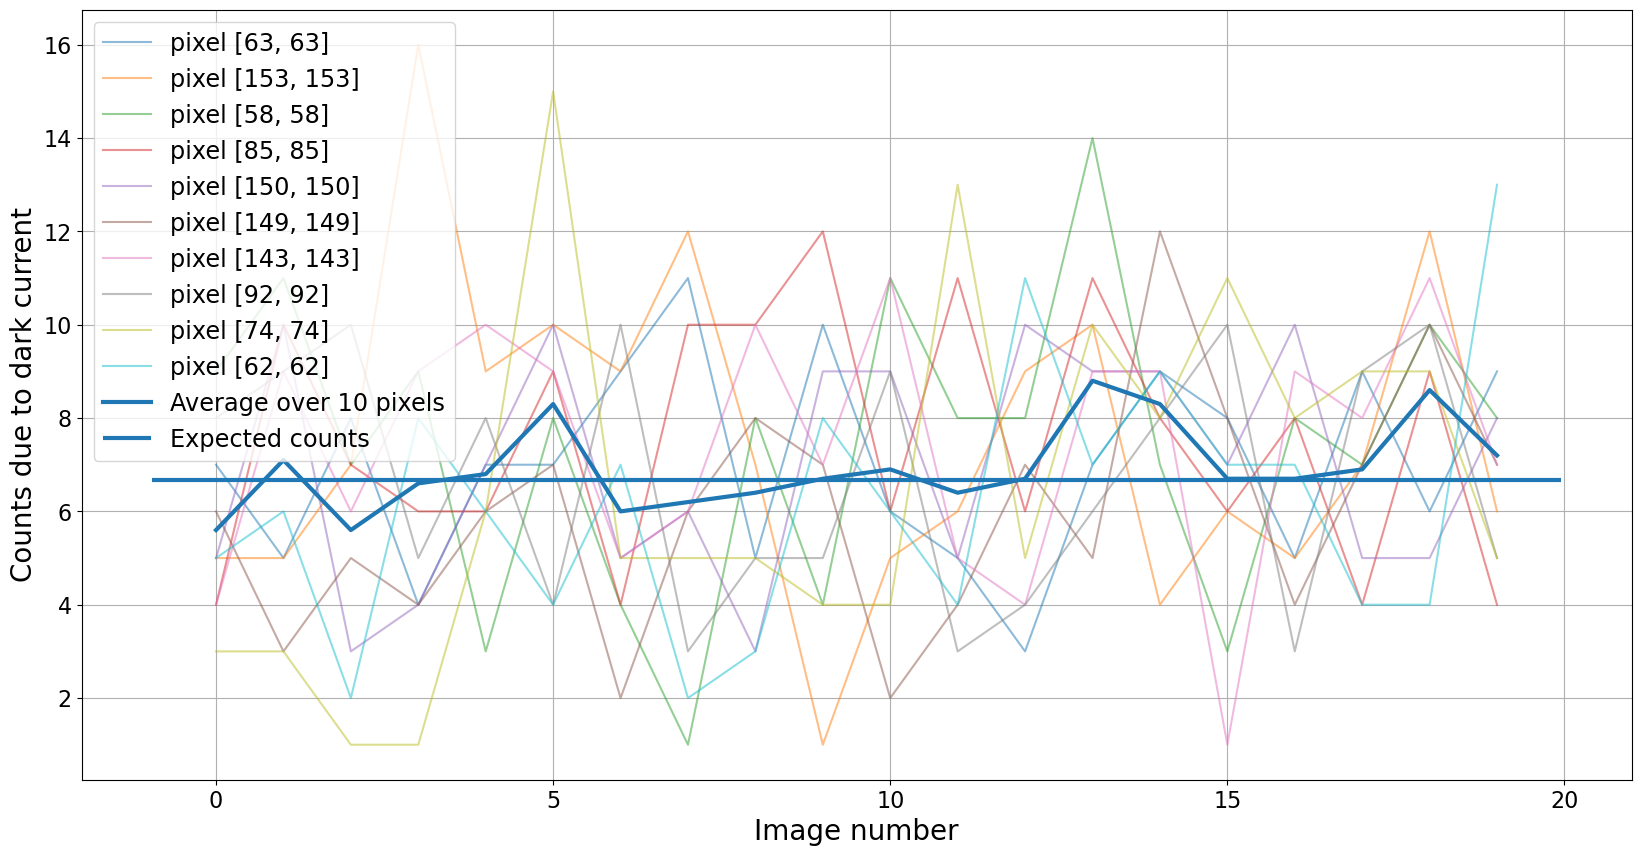 16
14
12
10
8
6
4
2
Counts due to dark current
pixel [63, 63]
pixel [153, 153]
pixel [58, 58]
pixel [85, 85]
pixel [150, 150]
pixel [149, 149]
pixel [143, 143]
pixel [92, 92]
pixel [74, 74]
pixel [62, 62]
Average over 10 pixels
Expected counts
0 5 10 15 20
Image number